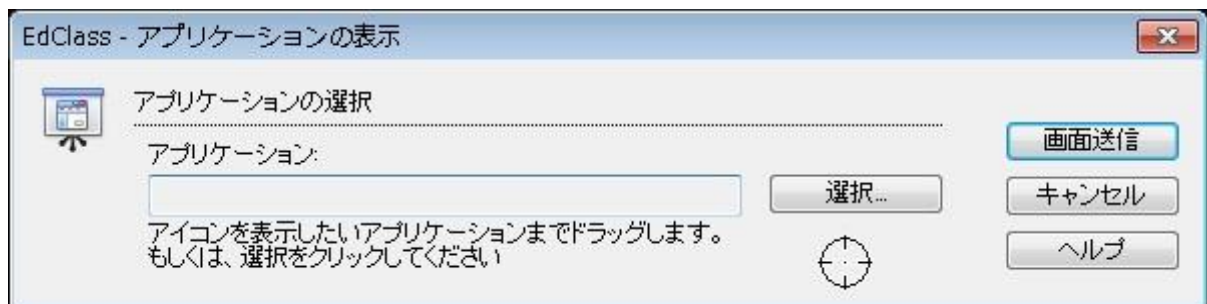 EdClass - アプリケーションの表示
アプリケーションの選択
アプリケーション:
選択...
アイコンを表示したいアプリケーションまでドラッグします。
もしくは、選択をクリックしてください
画面送信
キャンセル
ヘルプ